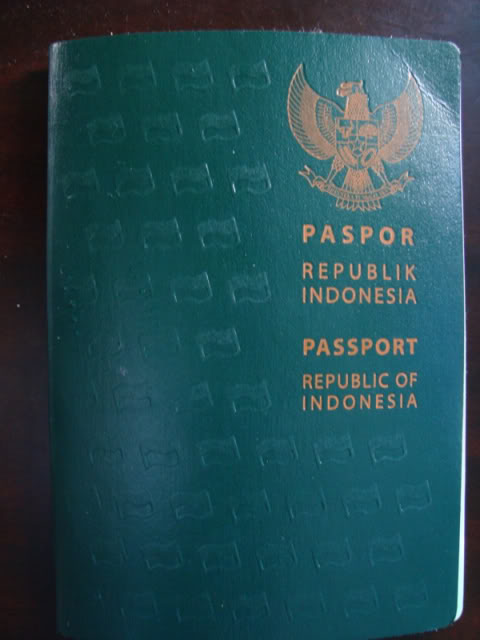 PASPOR
REPUBLIK
INDONESIA
PASSPORT
REPUBLIC OF
INDONESIA